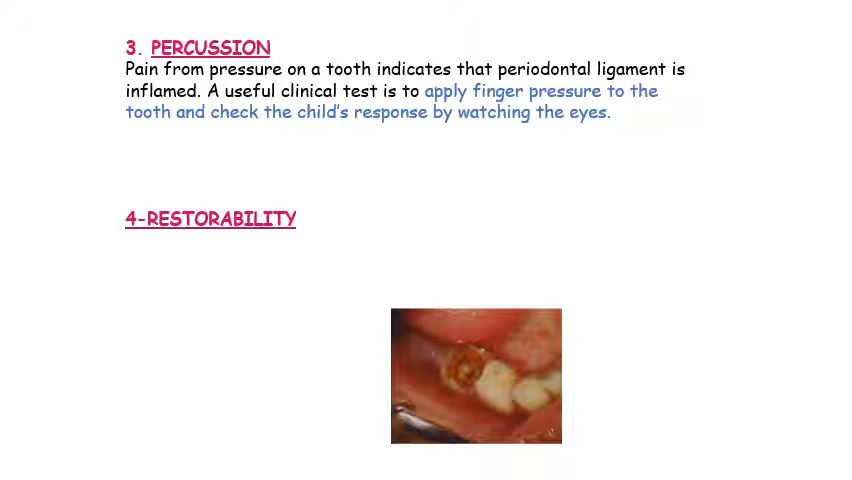 3. PERCUSSION
Pain from pressure on a tooth indicates that periodontal ligament is
inflamed. A useful clinical test is to apply finger pressure to the
tooth and check the child's response by watching the eyes.
4-RESTORABILITY